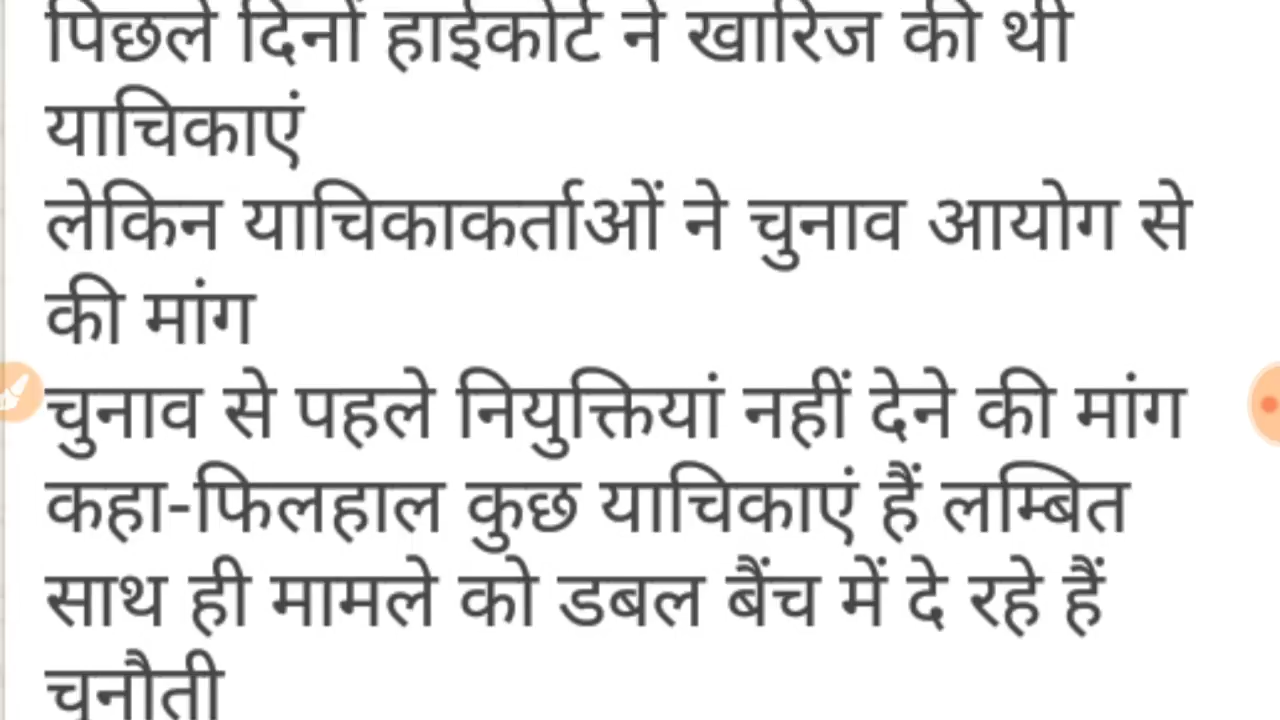 पिछले दिनों हाईकोर्ट ने खारिज की थी
याचिकाएं
लेकिन याचिकाकर्ताओं ने चुनाव आयोग से
की मांग
चुनाव से पहले नियुक्तियां नहीं देने की मांग
कहा-फिलहाल कुछ याचिकाएं हैं लम्बित
साथ ही मामले को डबल बैंच में दे रहे हैं
चुनौती